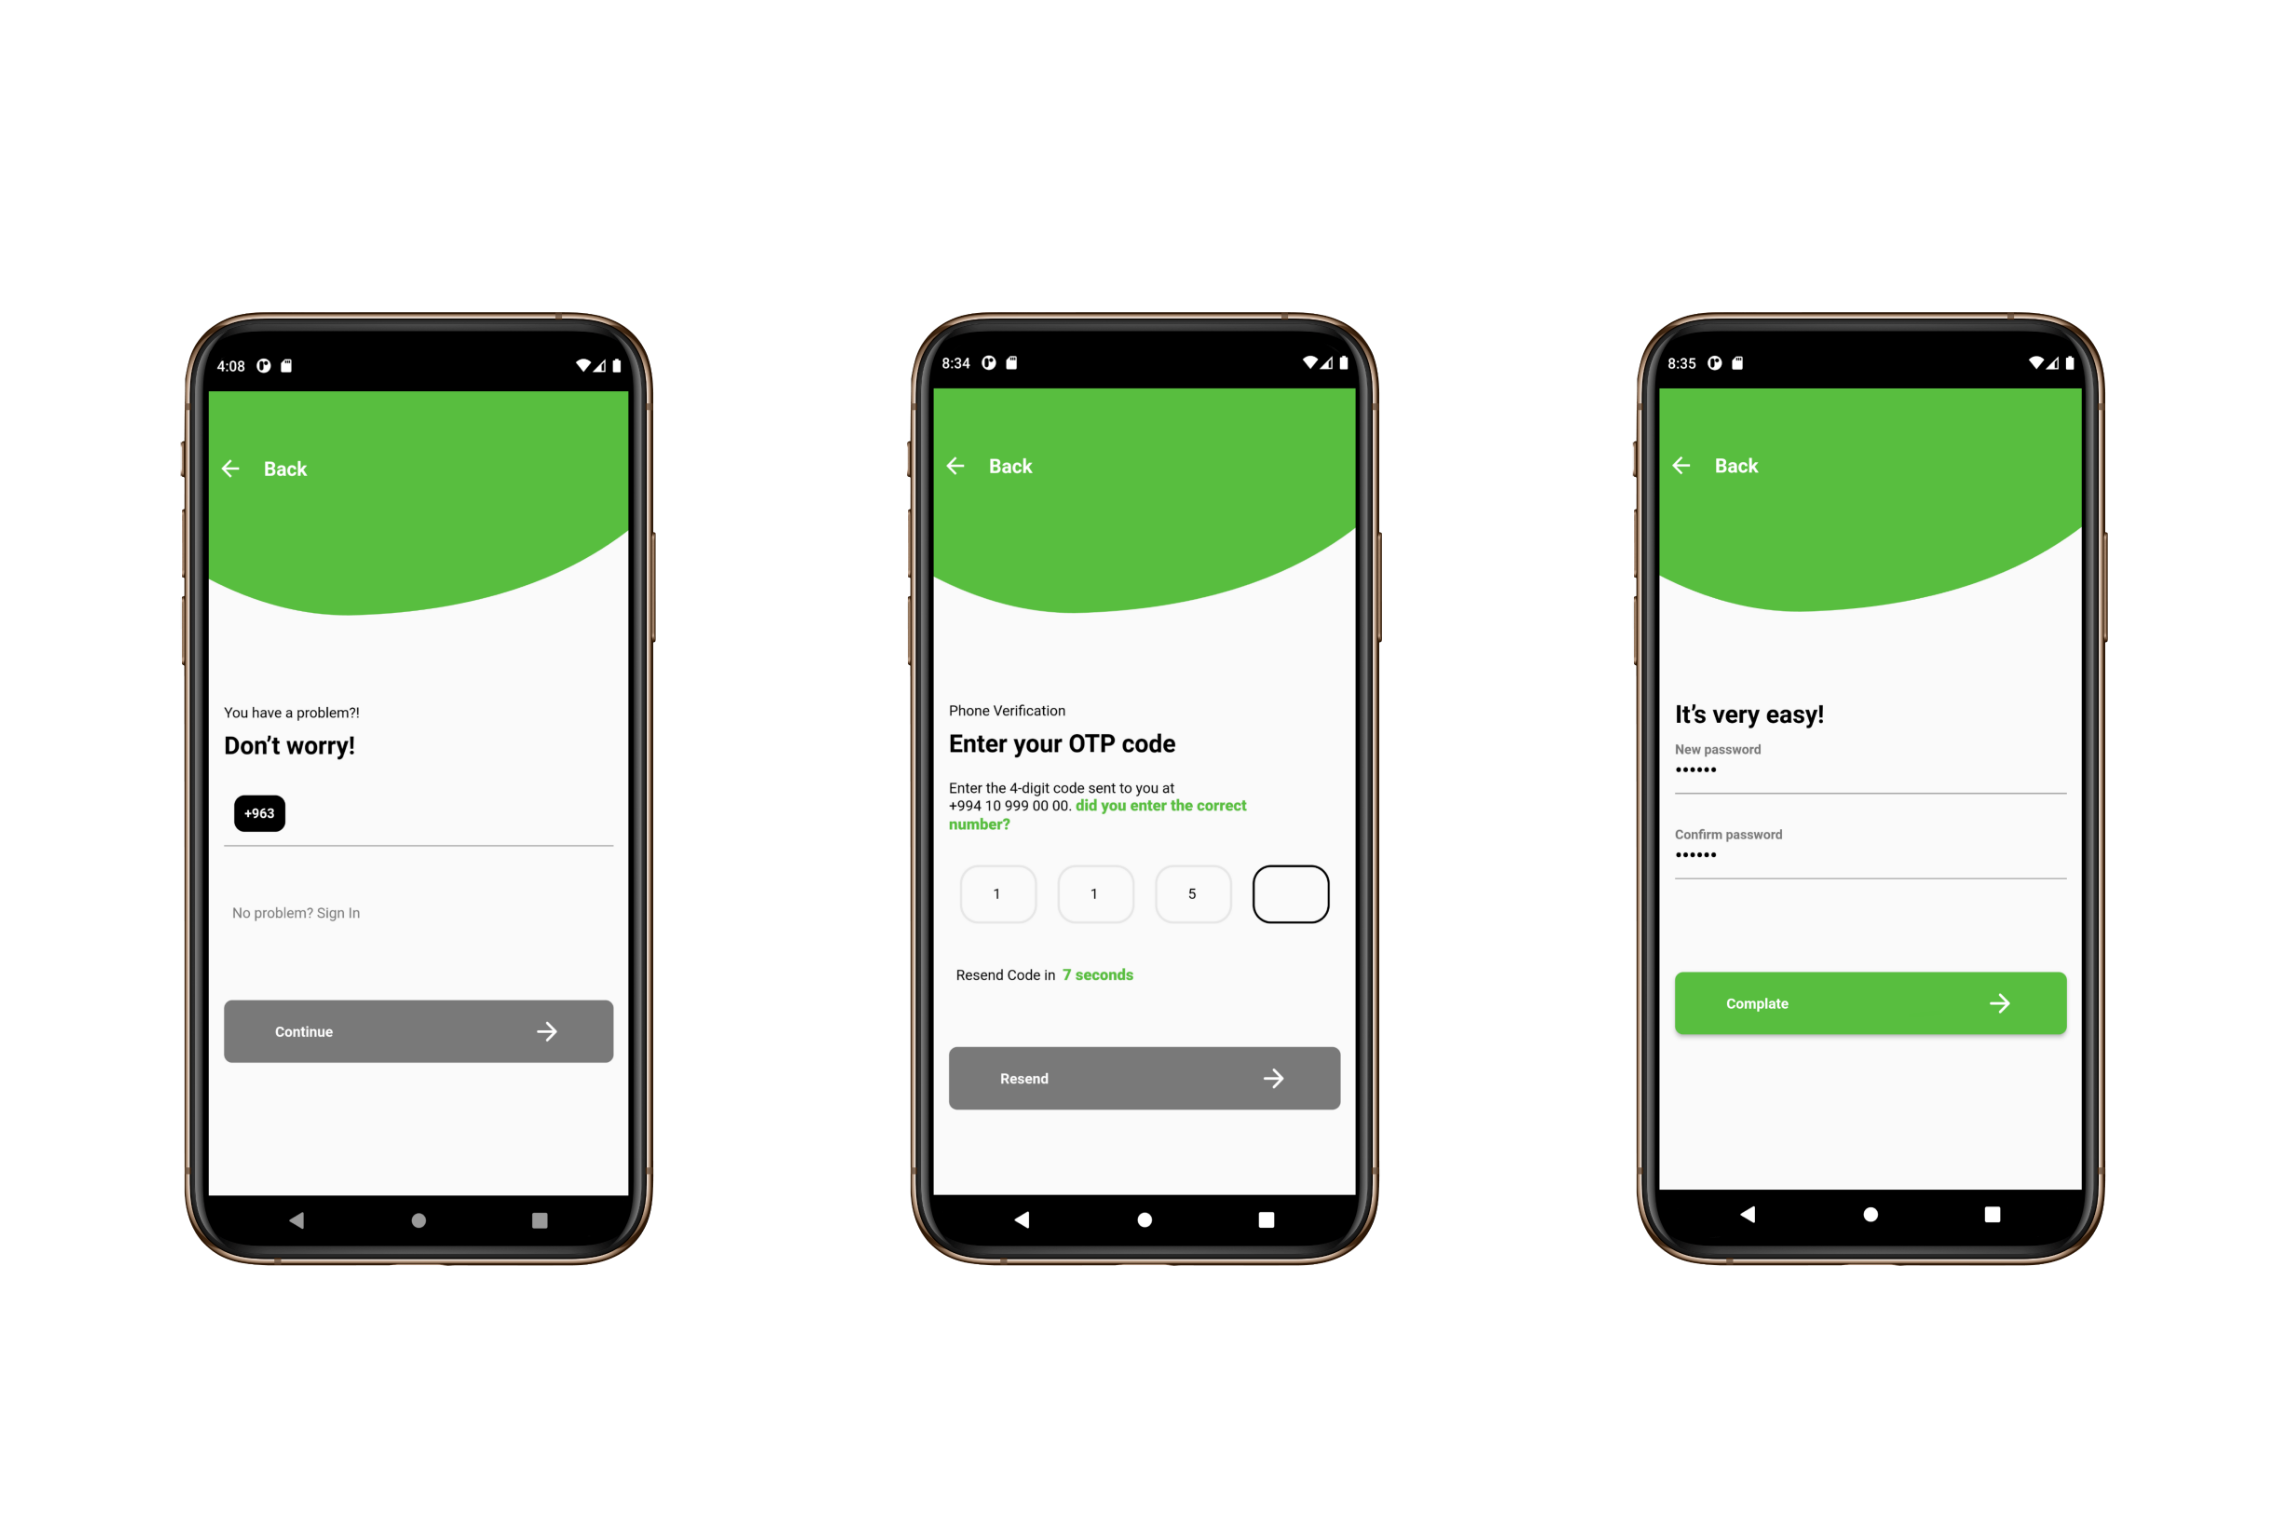 4:08
Back
You have a problem?!
Don't worry!
+963
No problem? Sign In
Continue
8:34
Back
Phone Verification
Enter your OTP code
Enter the 4-digit code sent to you at
+994 10 999 00 00. did you enter the correct
number?
1 1 5
Resend Code in 7 seconds
Resend
8:35
Back
It's very easy!
New password
••••••
Confirm password
••••••
Complate